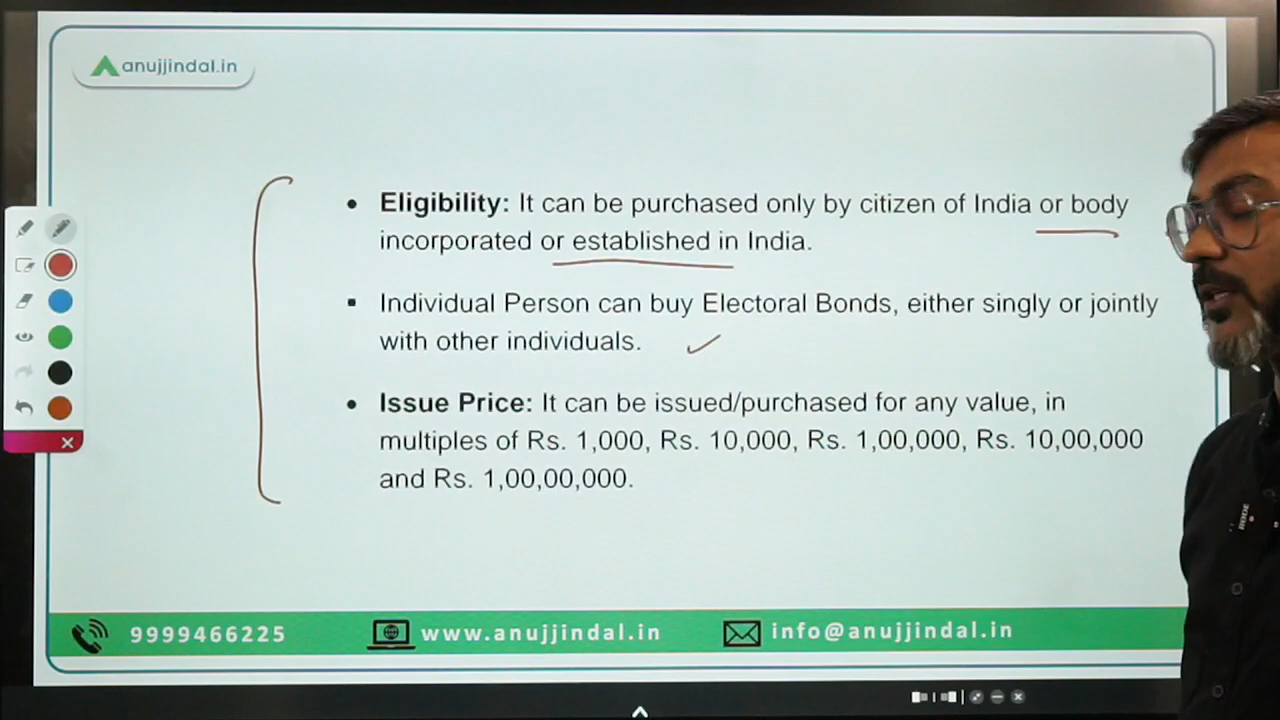 anujjindal.in
• Eligibility: It can be purchased only by citizen of India or body
incorporated or established in India.
▪ Individual Person can buy Electoral Bonds, either singly or jointly
with other individuals.
• Issue Price: It can be issued/purchased for any value, in
multiples of Rs. 1,000, Rs. 10,000, Rs. 1,00,000, Rs. 10,00,000
and Rs. 1,00,00,000.
RODE
9999466225
www.anujjindal.in
info@anujjindal.in